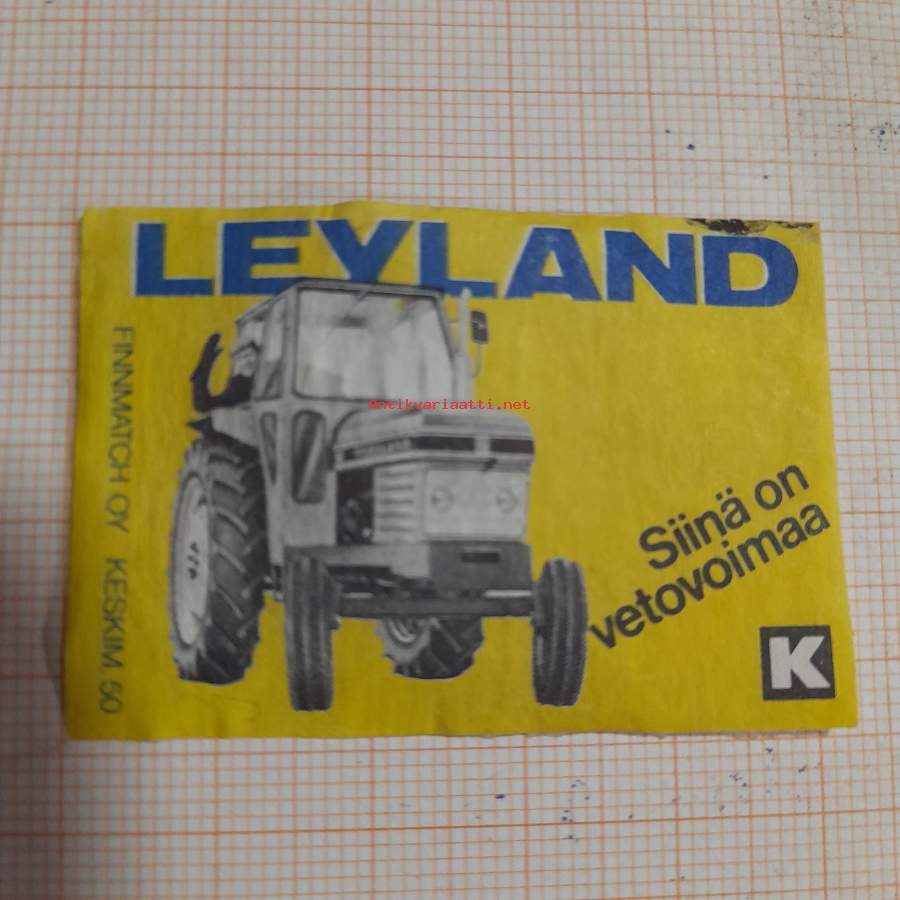 LEYLAND
FINNMATCH OY KESKIM 50
antikvariaatti.net
Siinä on
vetovoimaa
K